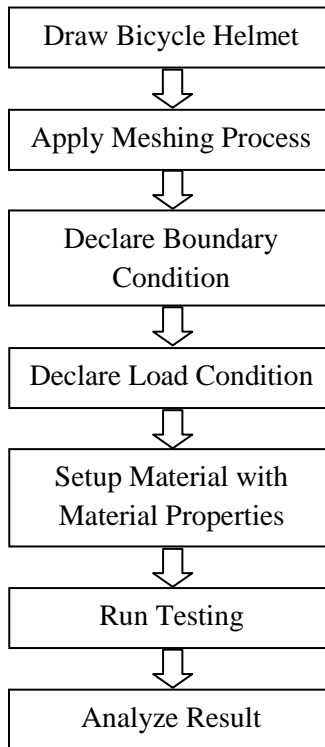 Draw Bicycle Helmet
Apply Meshing Process
Declare Boundary
Condition
Declare Load Condition
Setup Material with
Material Properties
Run Testing
Analyze Result